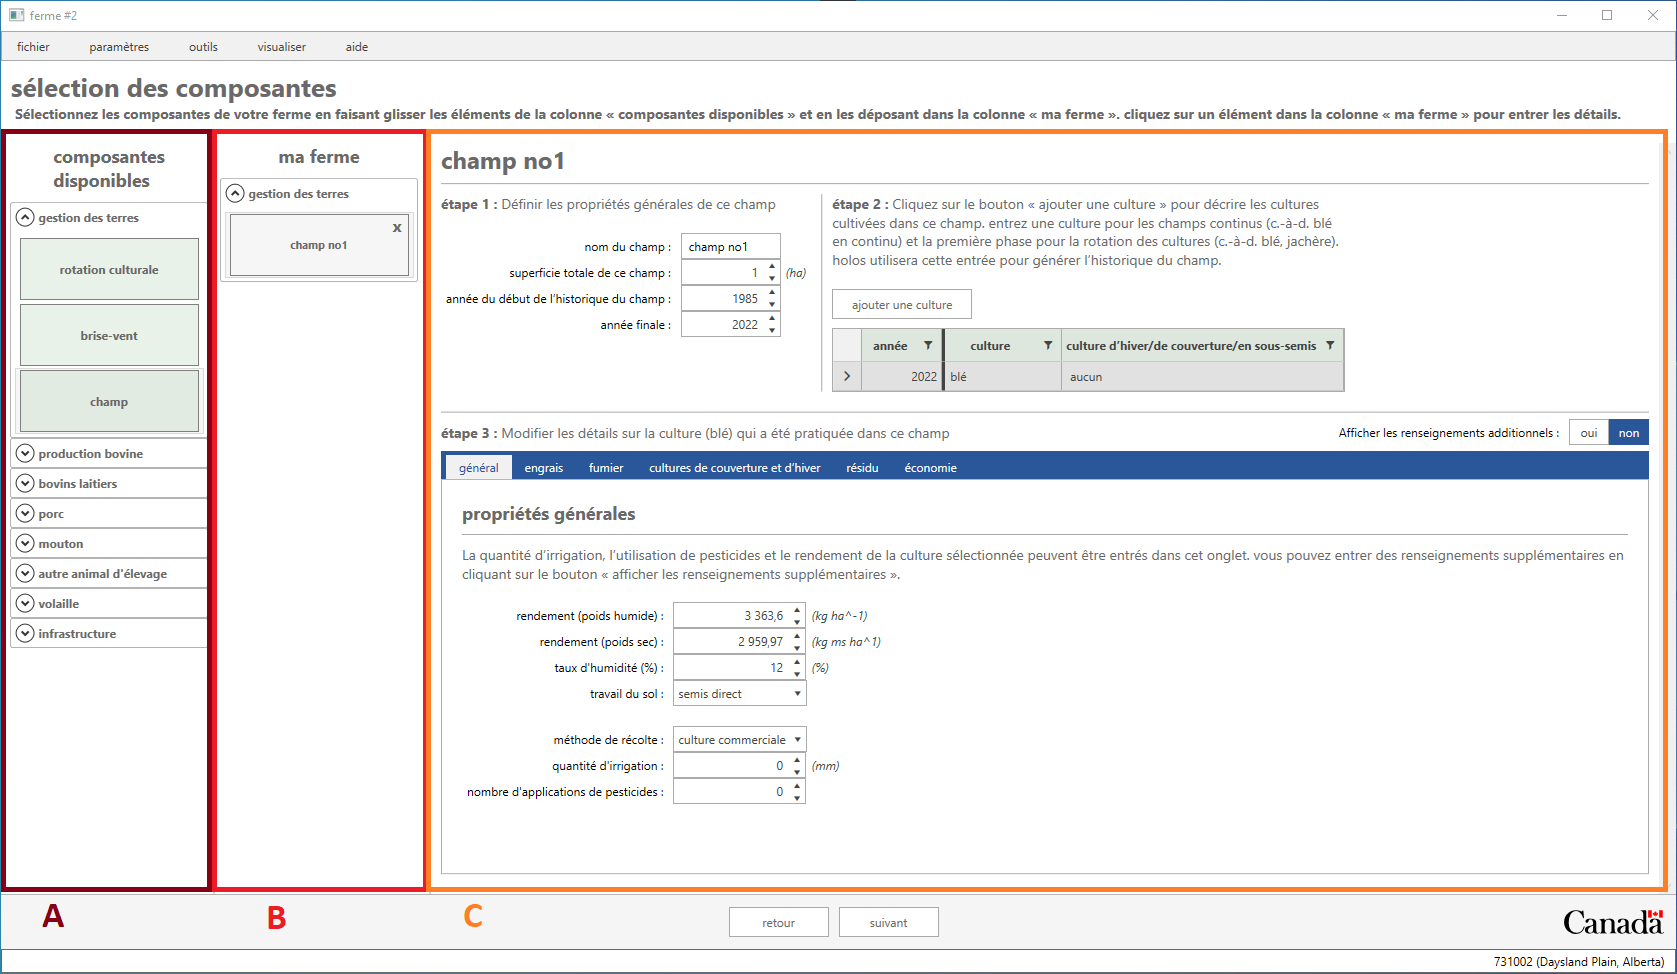 ferme #2
fichier paramètres outils visualiser aide
sélection des composantes
Sélectionnez les composantes de votre ferme en faisant glisser les éléments de la colonne « composantes disponibles » et en les déposant dans la colonne « ma ferme ». cliquez sur un élément dans la colonne « ma ferme » pour entrer les détails.
composantes
disponibles
gestion des terres
rotation culturale
brise-vent
champ
production bovine
bovins laitiers
porc
mouton
autre animal d'élevage
volaille
infrastructure
ma ferme
gestion des terres
champ no1 x
champ no1
étape 1 : Définir les propriétés générales de ce champ
nom du champ : champ no1
superficie totale de ce champ : 1 (ha)
année du début de l’historique du champ : 1985
année finale : 2022
étape 2 : Cliquez sur le bouton « ajouter une culture » pour décrire les cultures
cultivées dans ce champ. entrez une culture pour les champs continus (c.-à-d. blé
en continu) et la première phase pour la rotation des cultures (c.-à-d. blé, jachère).
holos utilisera cette entrée pour générer l’historique du champ.
ajouter une culture
année culture culture d’hiver/de couverture/en sous-semis
2022 blé aucun
étape 3 : Modifier les détails sur la culture (blé) qui a été pratiquée dans ce champ
Afficher les renseignements additionnels : oui non
général engrais fumier cultures de couverture et d’hiver résidu économie
propriétés générales
La quantité d’irrigation, l’utilisation de pesticides et le rendement de la culture sélectionnée peuvent être entrés dans cet onglet. vous pouvez entrer des renseignements supplémentaires en
cliquant sur le bouton « afficher les renseignements supplémentaires ».
rendement (poids humide) : 3 363,6 (kg ha^-1)
rendement (poids sec) : 2 959,97 (kg ms ha^1)
taux d'humidité (%) : 12 (%)
travail du sol : semis direct
méthode de récolte : culture commerciale
quantité d'irrigation : 0 (mm)
nombre d'applications de pesticides : 0
A B C
retour suivant
Canada
731002 (Daysland Plain, Alberta)